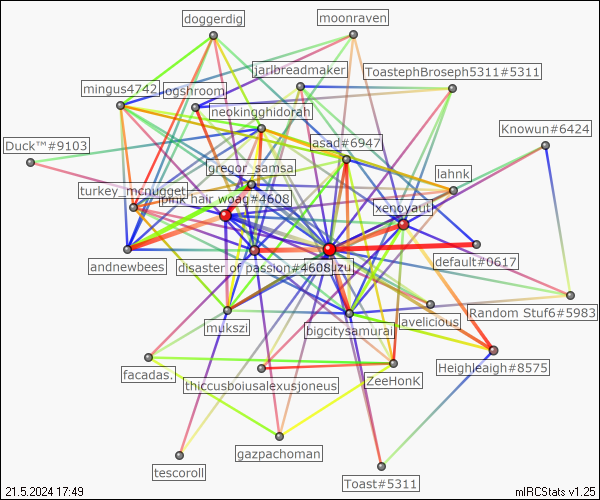 doggerdig
moonraven
jarlbreadmaker
ToastephBroseph5311#5311
mingus4742
ogshroom
neokingghidorah
Knowun#6424
asad#6947
Duck™#9103
gregor_samsa
lahnk
turkey_mcnugget
pink hair woag#4608
xenoyaut
andnewbees
disaster of passion#4608
default#0617
avelicious
Random Stuf6#5983
mukszi
bigcitysamurai
facadas.
thiccusboiusalexusjoneus
ZeeHonK
Heighleaigh#8575
gazpachoman
tescoroll
Toast#5311
21.5.2024 17:49
mIRCStats v1.25